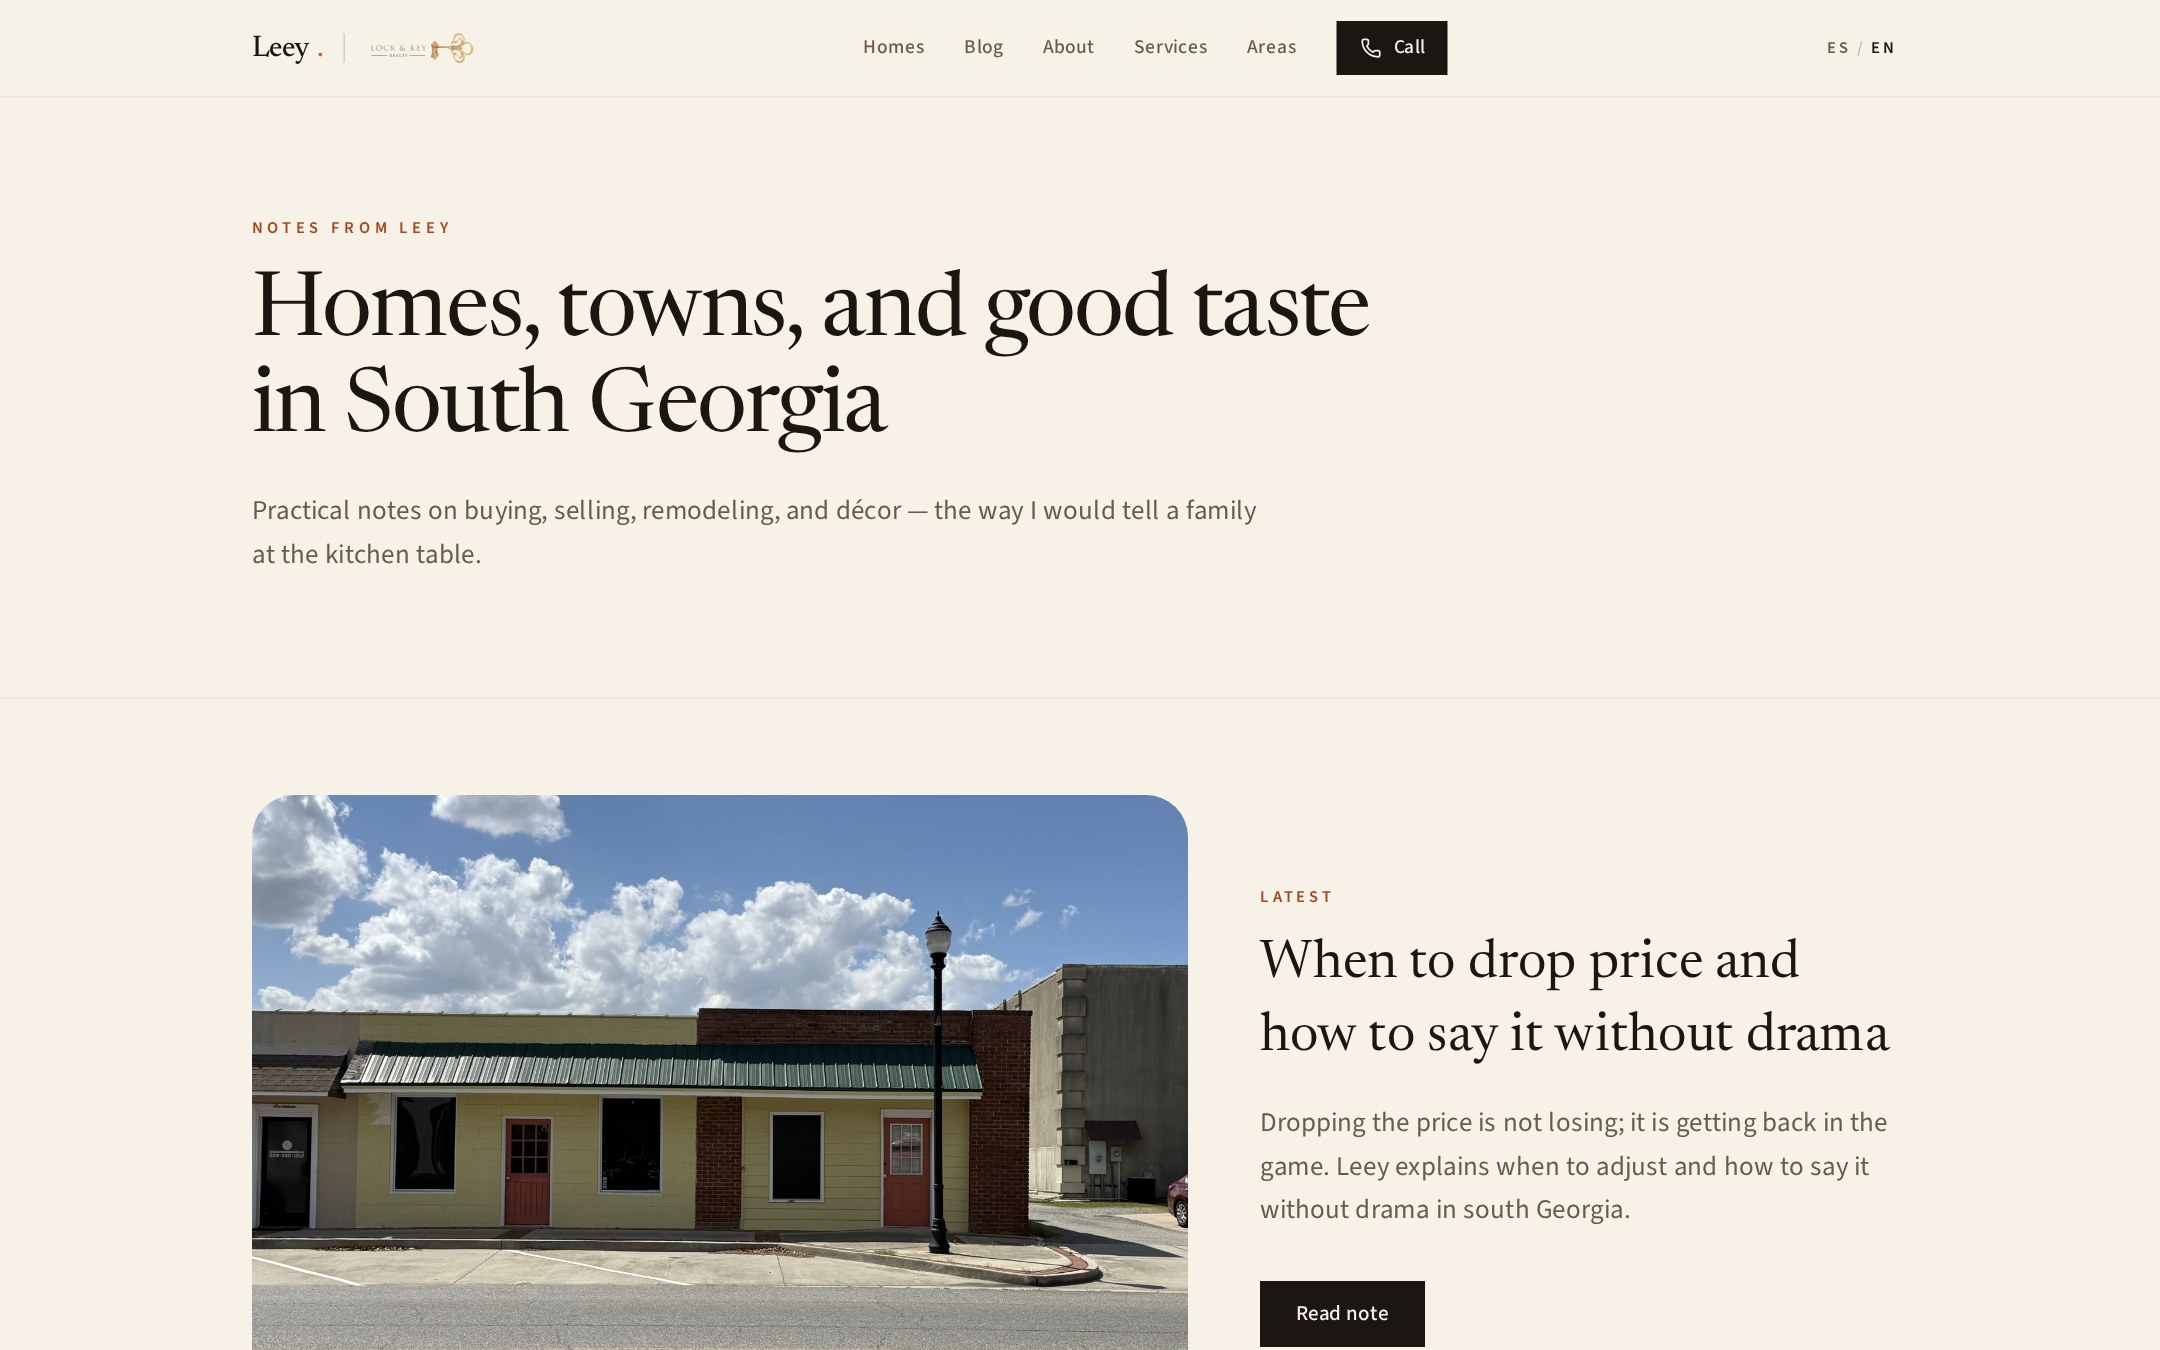 Leey .
LOCK & KEY
REALTY
Homes
Blog
About
Services
Areas
Call
ES / EN
NOTES FROM LEEY
Homes, towns, and good taste
in South Georgia
Practical notes on buying, selling, remodeling, and décor — the way I would tell a family
at the kitchen table.
LATEST
When to drop price and
how to say it without drama
Dropping the price is not losing; it is getting back in the
game. Leey explains when to adjust and how to say it
without drama in south Georgia.
Read note